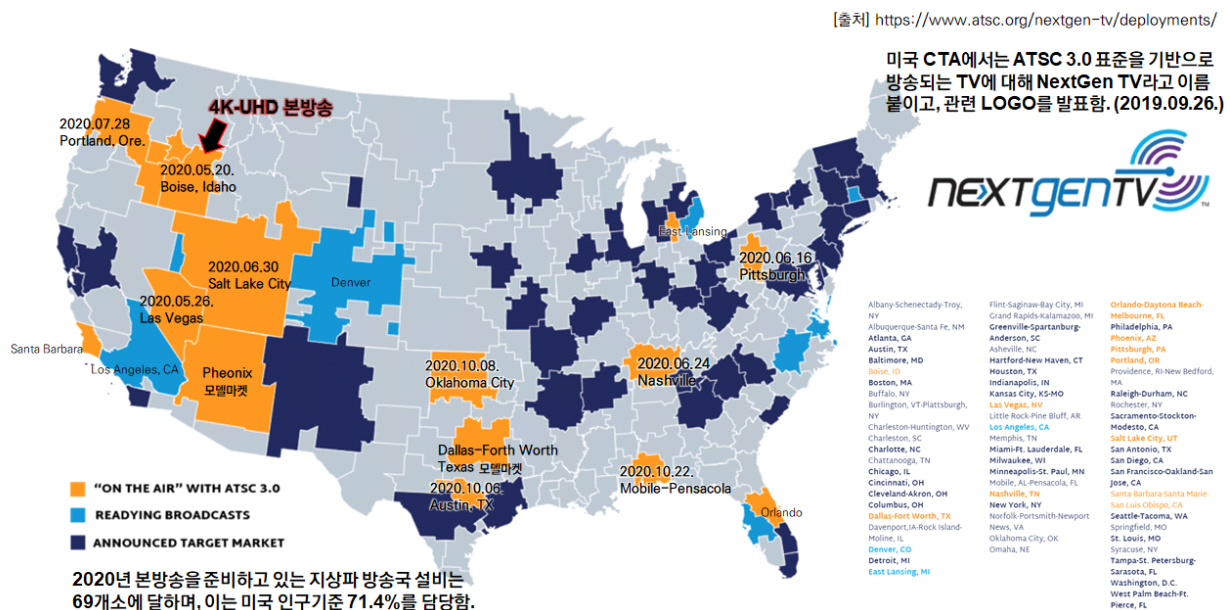 [출처] https://www.atsc.org/nextgen-tv/deployments/
미국 CTA에서는 ATSC 3.0 표준을 기반으로
방송되는 TV에 대해 NextGen TV라고 이름
붙이고, 관련 LOGO를 발표함. (2019.09.26.)
NEXTGENTV™
4K-UHD 본방송
2020.07.28
Portland, Ore.
2020.05.20.
Boise, Idaho
2020.06.30
Salt Lake City
Denver
2020.05.26.
Las Vegas
Santa Barbara
Los Angeles, CA
Pheonix
모델마켓
2020.10.08.
Oklahoma City
Dallas-Forth Worth
Texas 모델마켓
2020.10.06.
Austin, TX
East Lansing
2020.06.16
Pittsburgh
2020.06.24
Nashville
2020.10.22.
Mobile-Pensacola
Orlando
"ON THE AIR" WITH ATSC 3.0
READYING BROADCASTS
ANNOUNCED TARGET MARKET
2020년 본방송을 준비하고 있는 지상파 방송국 설비는
69개소에 달하며, 이는 미국 인구기준 71.4%를 담당함.
Albany-Schenectady-Troy,
NY
Albuquerque-Santa Fe, NM
Atlanta, GA
Austin, TX
Baltimore, MD
Boise, ID
Boston, MA
Buffalo, NY
Burlington, VT-Plattsburgh,
NY
Charleston-Huntington, WV
Charleston, SC
Charlotte, NC
Chattanooga, TN
Chicago, IL
Cincinnati, OH
Cleveland-Akron, OH
Columbus, OH
Dallas-Fort Worth, TX
Davenport,IA-Rock Island-
Moline, IL
Denver, CO
Detroit, MI
East Lansing, MI
Flint-Saginaw-Bay City, MI
Grand Rapids-Kalamazoo, MI
Greenville-Spartanburg-
Anderson, SC
Asheville, NC
Hartford-New Haven, CT
Houston, TX
Indianapolis, IN
Kansas City, KS-MO
Las Vegas, NV
Little Rock-Pine Bluff, AR
Los Angeles, CA
Memphis, TN
Miami-Ft. Lauderdale, FL
Milwaukee, WI
Minneapolis-St. Paul, MN
Mobile, AL-Pensacola, FL
Nashville, TN
New York, NY
Norfolk-Portsmith-Newport
News, VA
Oklahoma City, OK
Omaha, NE
Orlando-Daytona Beach-
Melbourne, FL
Philadelphia, PA
Phoenix, AZ
Pittsburgh, PA
Portland, OR
Providence, RI-New Bedford,
MA
Raleigh-Durham, NC
Rochester, NY
Sacramento-Stockton-
Modesto, CA
Salt Lake City, UT
San Antonio, TX
San Diego, CA
San Francisco-Oakland-San
Jose, CA
Santa Barbara-Santa Marie-
San Luis Obispo, CA
Seattle-Tacoma, WA
Springfield, MO
St. Louis, MO
Syracuse, NY
Tampa-St. Petersburg-
Sarasota, FL
Washington, D.C.
West Palm Beach-Ft.
Pierce, FL